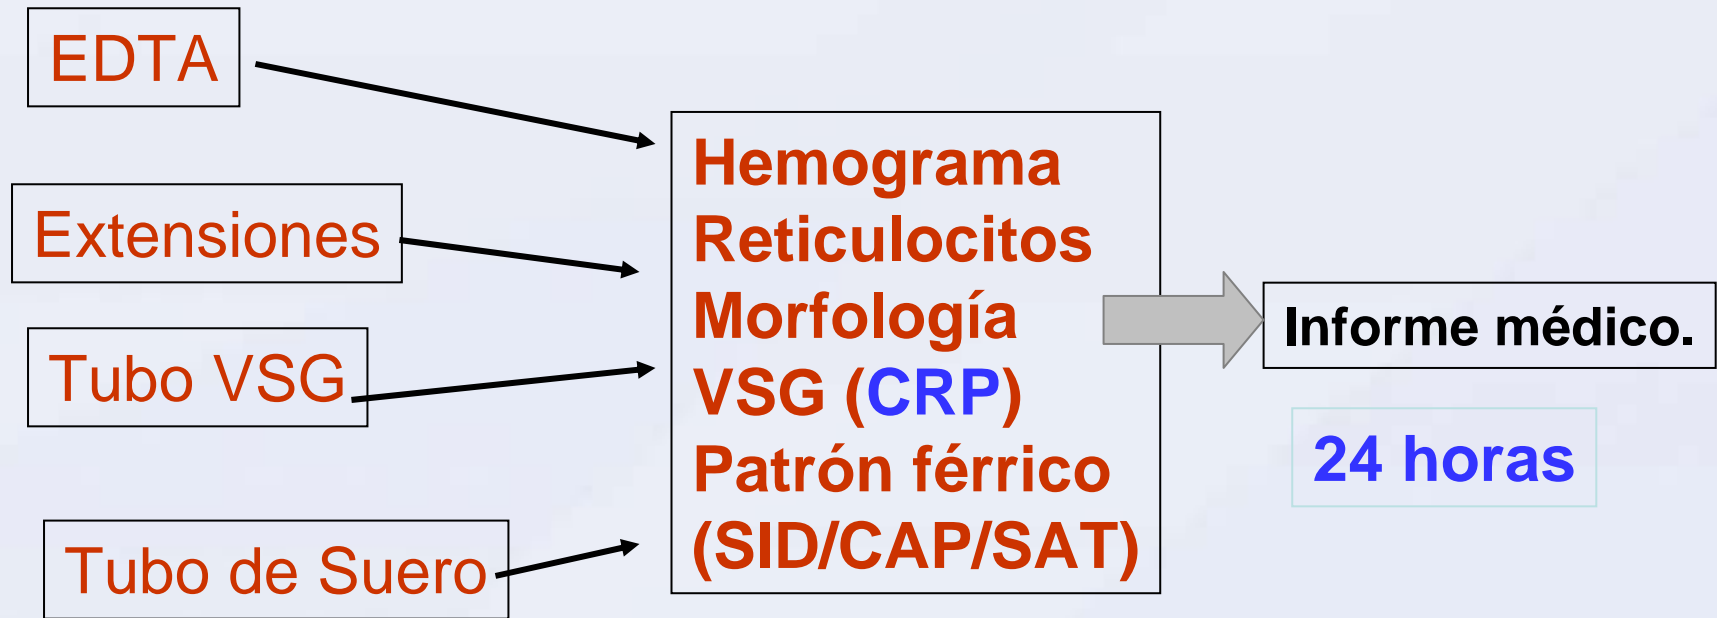 EDTA
Extensiones
Tubo VSG
Tubo de Suero
Hemograma
Reticulocitos
Morfología
VSG (CRP)
Patrón férrico
(SID/CAP/SAT)
Informe médico.
24 horas